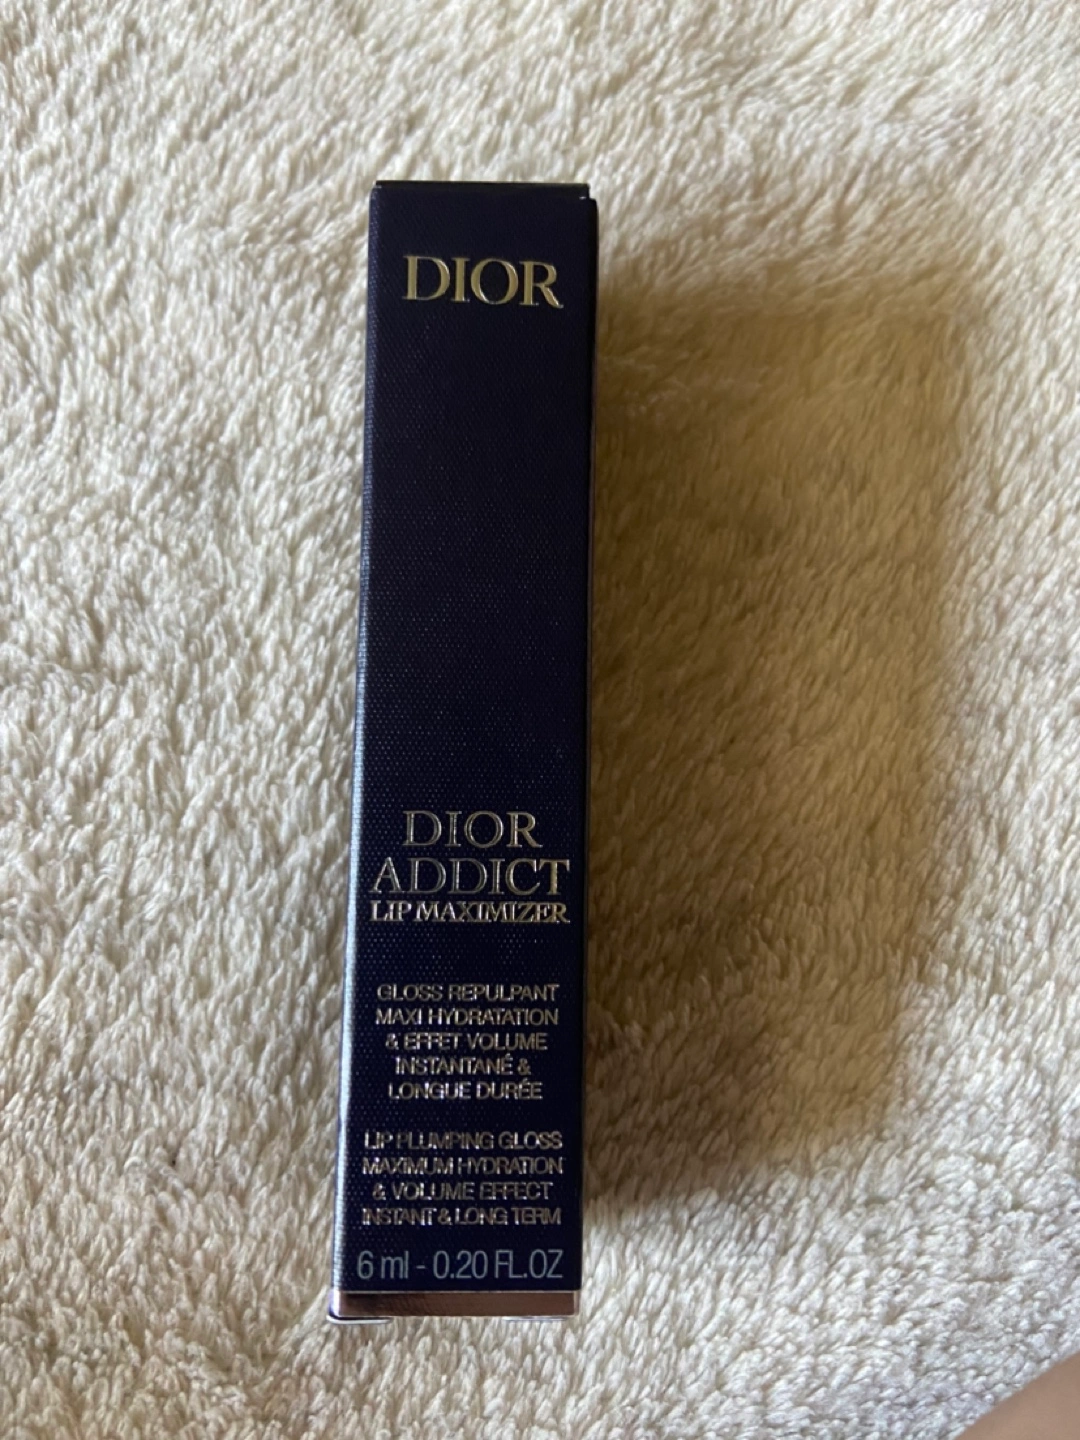 DIOR
DIOR
ADDICT
LIP MAXIMIZER
GLOSS REPULPANT
MAXI HYDRATATION
& EFFET VOLUME
INSTANTANÉ &
LONGUE DURÉE
LIP PLUMPING GLOSS
MAXIMUM HYDRATION
& VOLUME EFFECT
INSTANT & LONG TERM
6 ml - 0.20 FL.OZ